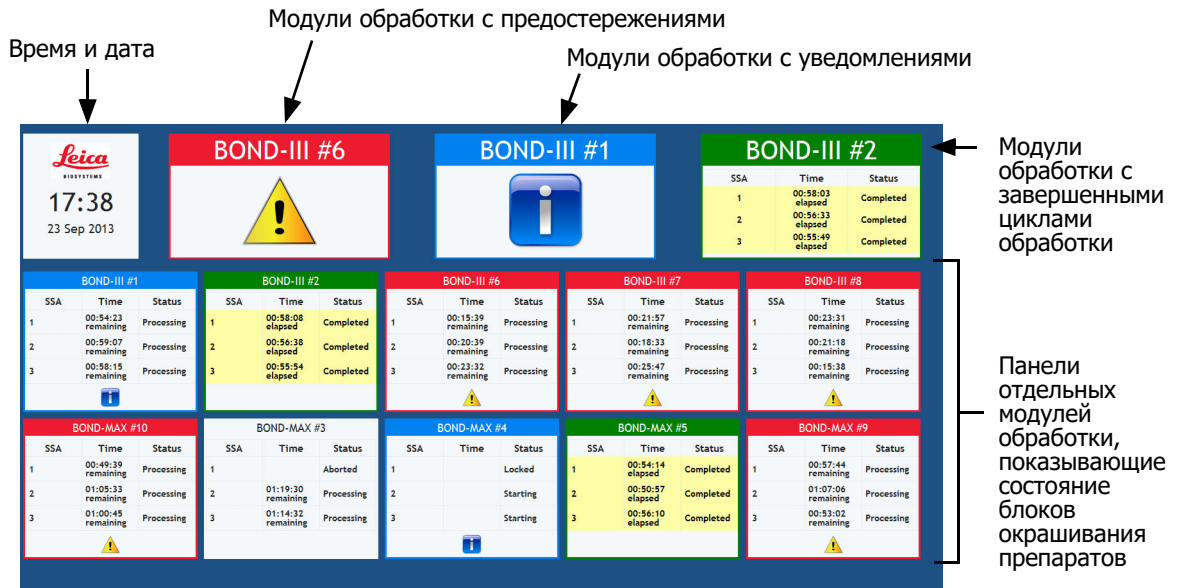 Модули обработки с предостережениями
Время и дата
Модули обработки с уведомлениями
Leica
BIOSYSTEMS
17:38
23 Sep 2013
BOND-III #6
BOND-III #1
BOND-III #2
SSA Time Status
1 00:58:03 elapsed Completed
2 00:56:33 elapsed Completed
3 00:55:49 elapsed Completed
Модули
обработки с
завершенными
циклами
обработки
BOND-III #1
SSA Time Status
1 00:54:23 remaining Processing
2 00:59:07 remaining Processing
3 00:58:15 remaining Processing
BOND-III #2
SSA Time Status
1 00:58:08 elapsed Completed
2 00:56:38 elapsed Completed
3 00:55:54 elapsed Completed
BOND-III #6
SSA Time Status
1 00:15:39 remaining Processing
2 00:20:39 remaining Processing
3 00:23:32 remaining Processing
BOND-III #7
SSA Time Status
1 00:21:57 remaining Processing
2 00:18:33 remaining Processing
3 00:25:47 remaining Processing
BOND-III #8
SSA Time Status
1 00:23:31 remaining Processing
2 00:21:18 remaining Processing
3 00:15:38 remaining Processing
BOND-MAX #10
SSA Time Status
1 00:49:39 remaining Processing
2 01:05:33 remaining Processing
3 01:00:45 remaining Processing
BOND-MAX #3
SSA Time Status
1 Aborted
2 01:19:30 remaining Processing
3 01:14:32 remaining Processing
BOND-MAX #4
SSA Time Status
1 Locked
2 Starting
3 Starting
BOND-MAX #5
SSA Time Status
1 00:54:14 elapsed Completed
2 00:50:57 elapsed Completed
3 00:56:10 elapsed Completed
BOND-MAX #9
SSA Time Status
1 00:57:44 remaining Processing
2 01:07:06 remaining Processing
3 00:53:02 remaining Processing
Панели
отдельных
модулей
обработки,
показывающие
состояние
блоков
окрашивания
препаратов